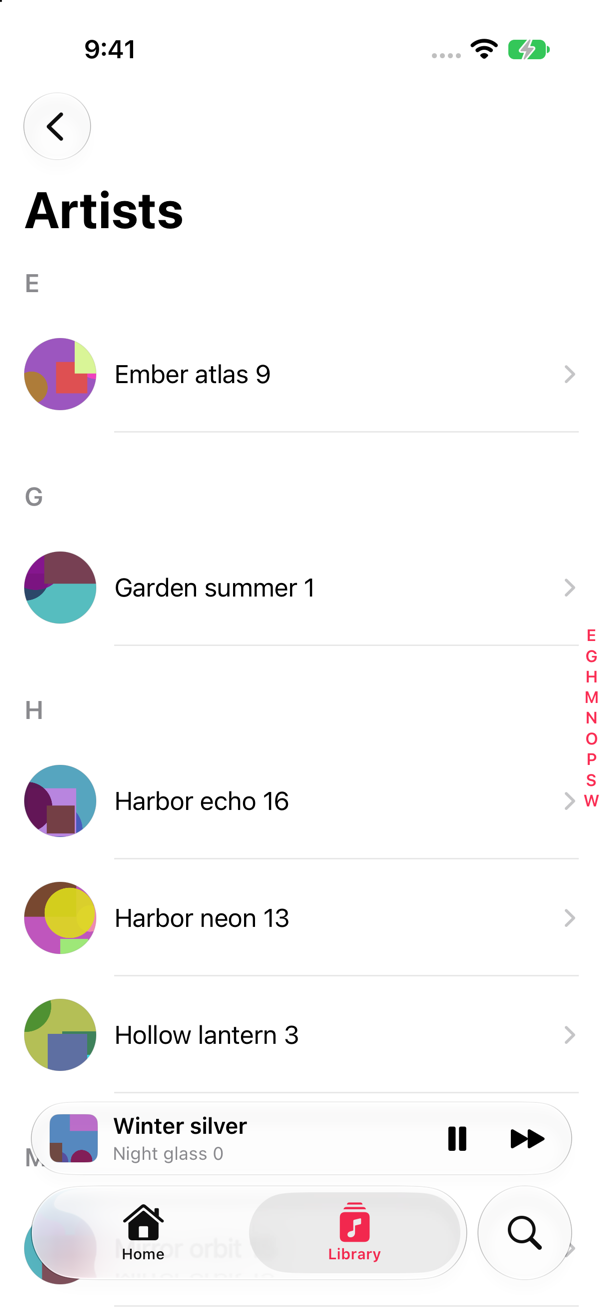 9:41
Artists
E
Ember atlas 9
G
Garden summer 1
E
G
H
M
N
O
P
S
W
H
Harbor echo 16
Harbor neon 13
Hollow lantern 3
Winter silver
Night glass 0
M
orbit
Home
Library